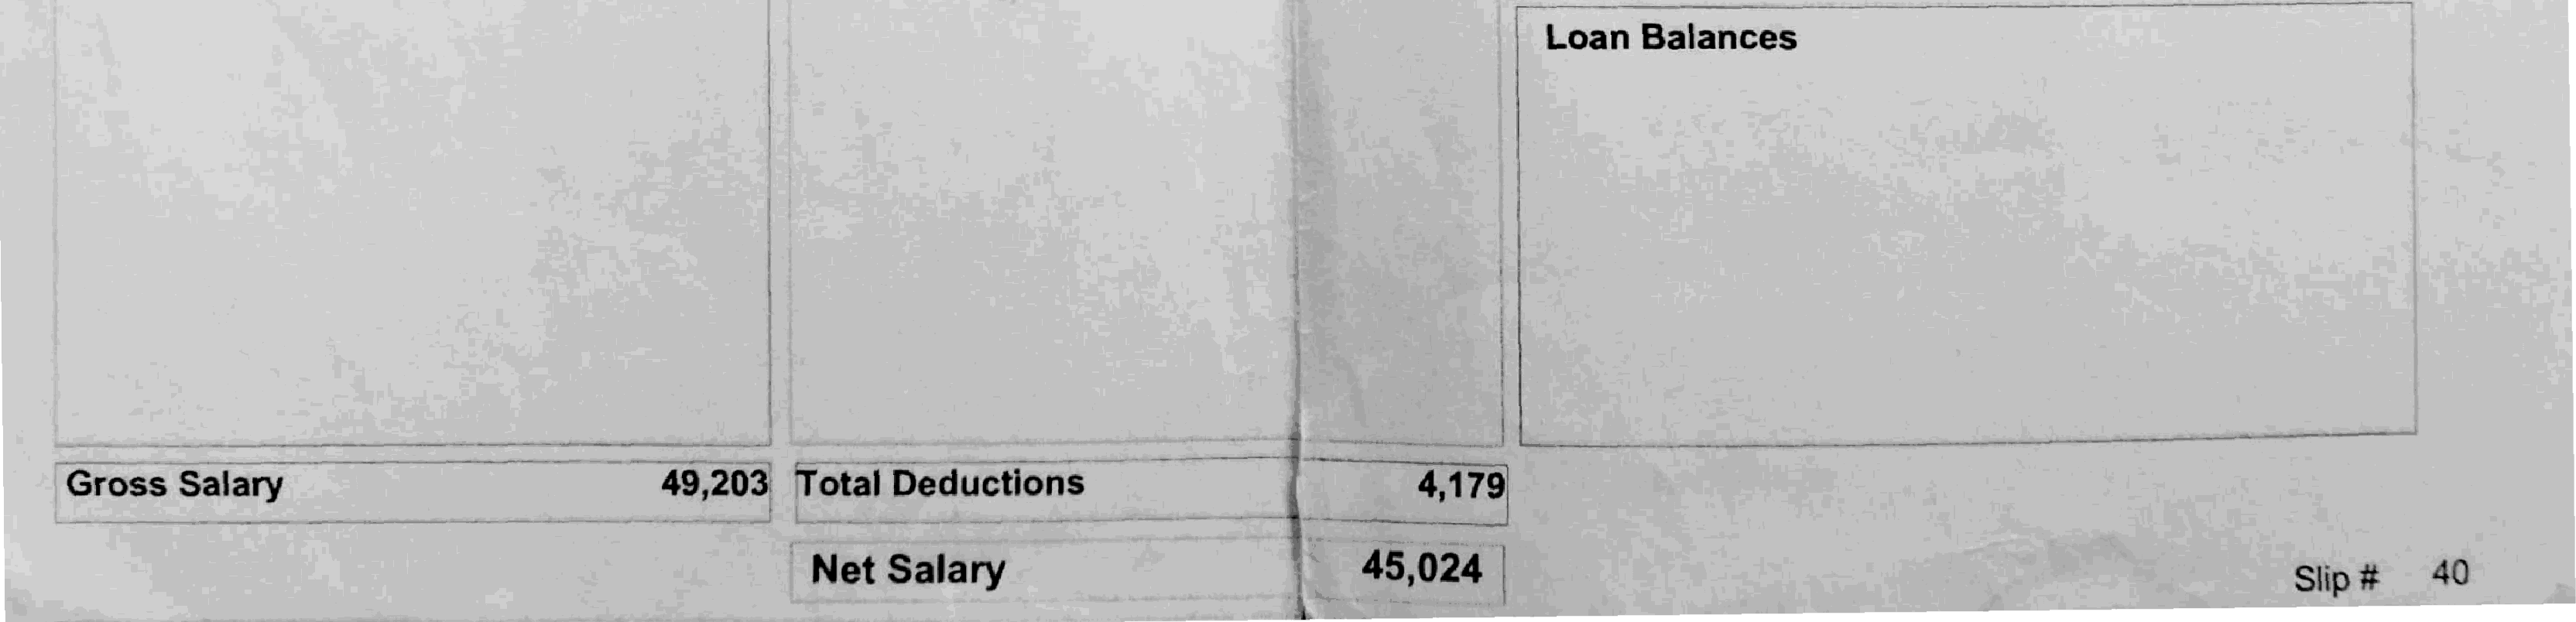 Loan Balances
Gross Salary 49,203 Total Deductions 4,179
Net Salary 45,024
Slip # 40